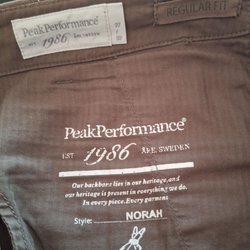 REGULAR FIT
PeakPerformance
EST 1986 ÅRE SWEDEN
PeakPerformance®
EST 1986 ÅRE, SWEDEN
Our backbone lies in our heritage, and
our heritage is present in everything we do.
In every piece. Every garment
Style: NORAH